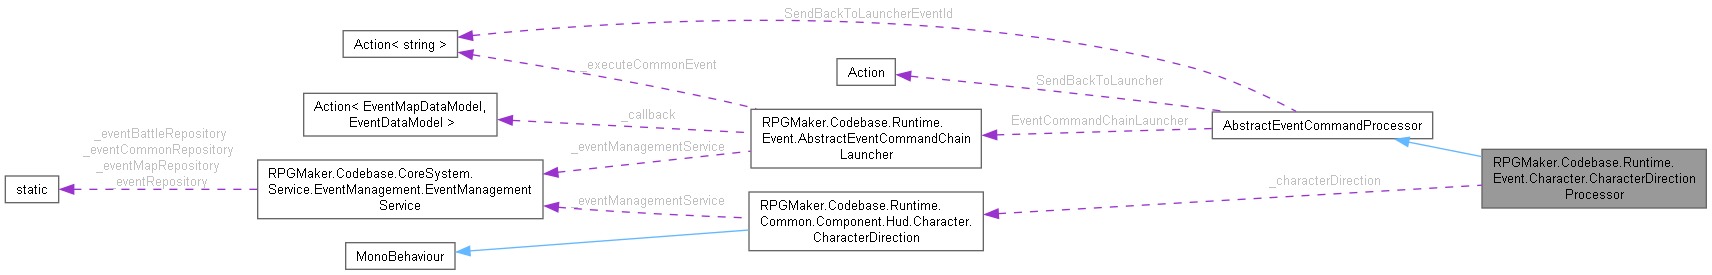 SendBackToLauncherEventId
Action< string >
_executeCommonEvent
Action
SendBackToLauncher
Action< EventMapDataModel,
EventDataModel >
_callback
RPGMaker.Codebase.Runtime.
Event.AbstractEventCommandChain
Launcher
EventCommandChainLauncher
AbstractEventCommandProcessor
_eventBattleRepository
_eventCommonRepository
_eventMapRepository
_eventRepository
_eventManagementService
static
RPGMaker.Codebase.CoreSystem.
Service.EventManagement.EventManagement
Service
RPGMaker.Codebase.Runtime.
Event.Character.CharacterDirection
Processor
_characterDirection
_eventManagementService
RPGMaker.Codebase.Runtime.
Common.Component.Hud.Character.
CharacterDirection
MonoBehaviour